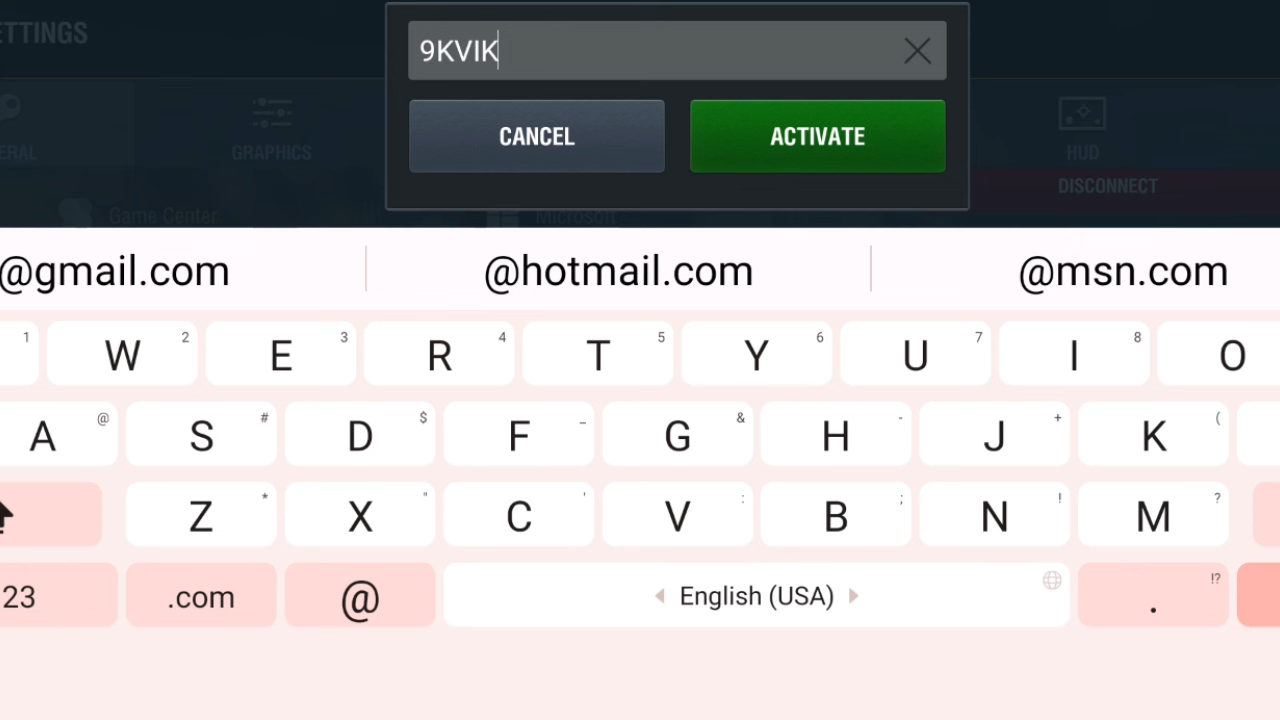 ETTINGS
9KVIK
CANCEL
ACTIVATE
ERAL
GRAPHICS
HUD
DISCONNECT
Game Center
Microsoft
@gmail.com
@hotmail.com
@msn.com
1
W 2
E 3
R 4
T 5
Y 6
U 7
I 8
O
A @
S #
D $
F _
G &
H -
J +
K (
Z *
X "
C '
V :
B ;
N !
M ?
23
.com
@
English (USA)
. !?